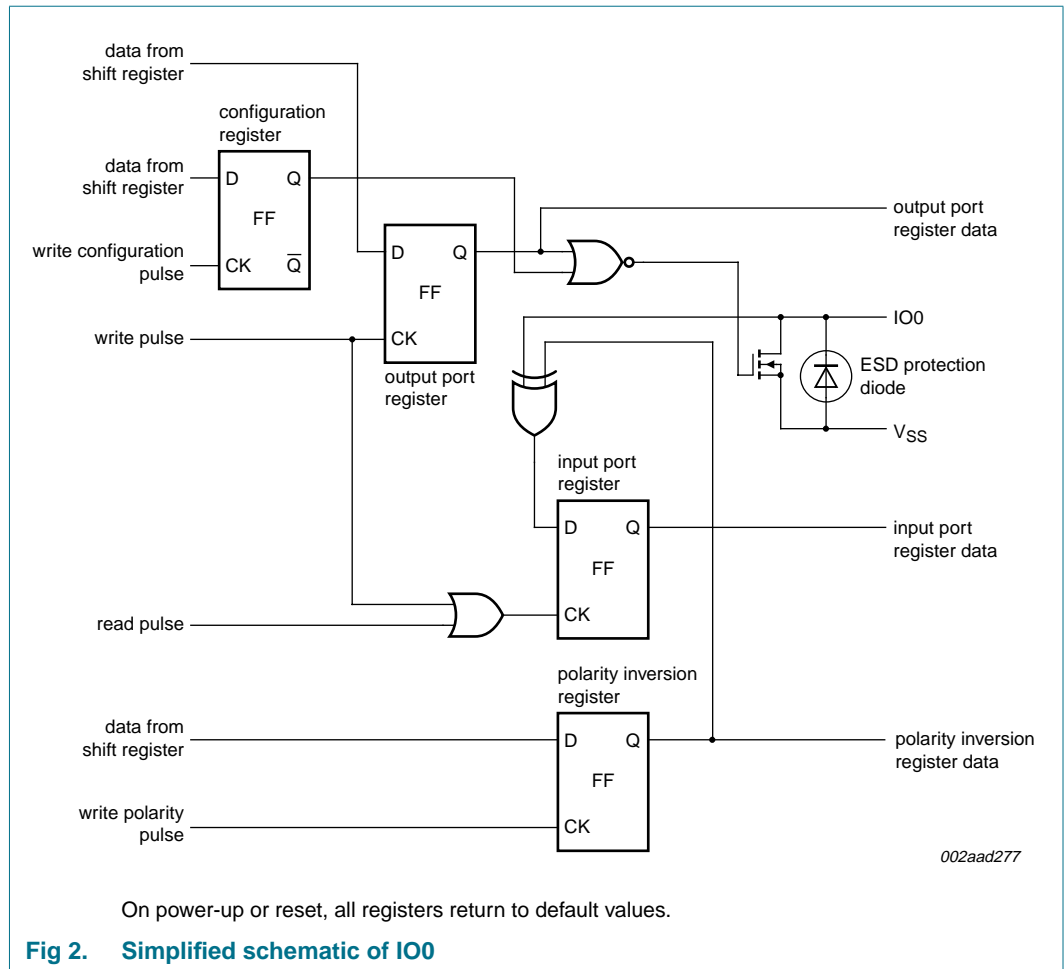 data from
shift register
configuration
register
data from
shift register
D
Q
FF
write configuration
pulse
CK
Q̅
D
Q
FF
CK
output port
register
write pulse
output port
register data
IO0
ESD protection
diode
VSS
input port
register
D
Q
FF
CK
input port
register data
read pulse
polarity inversion
register
data from
shift register
D
Q
FF
CK
polarity inversion
register data
write polarity
pulse
002aad277
On power-up or reset, all registers return to default values.
Fig 2. Simplified schematic of IO0